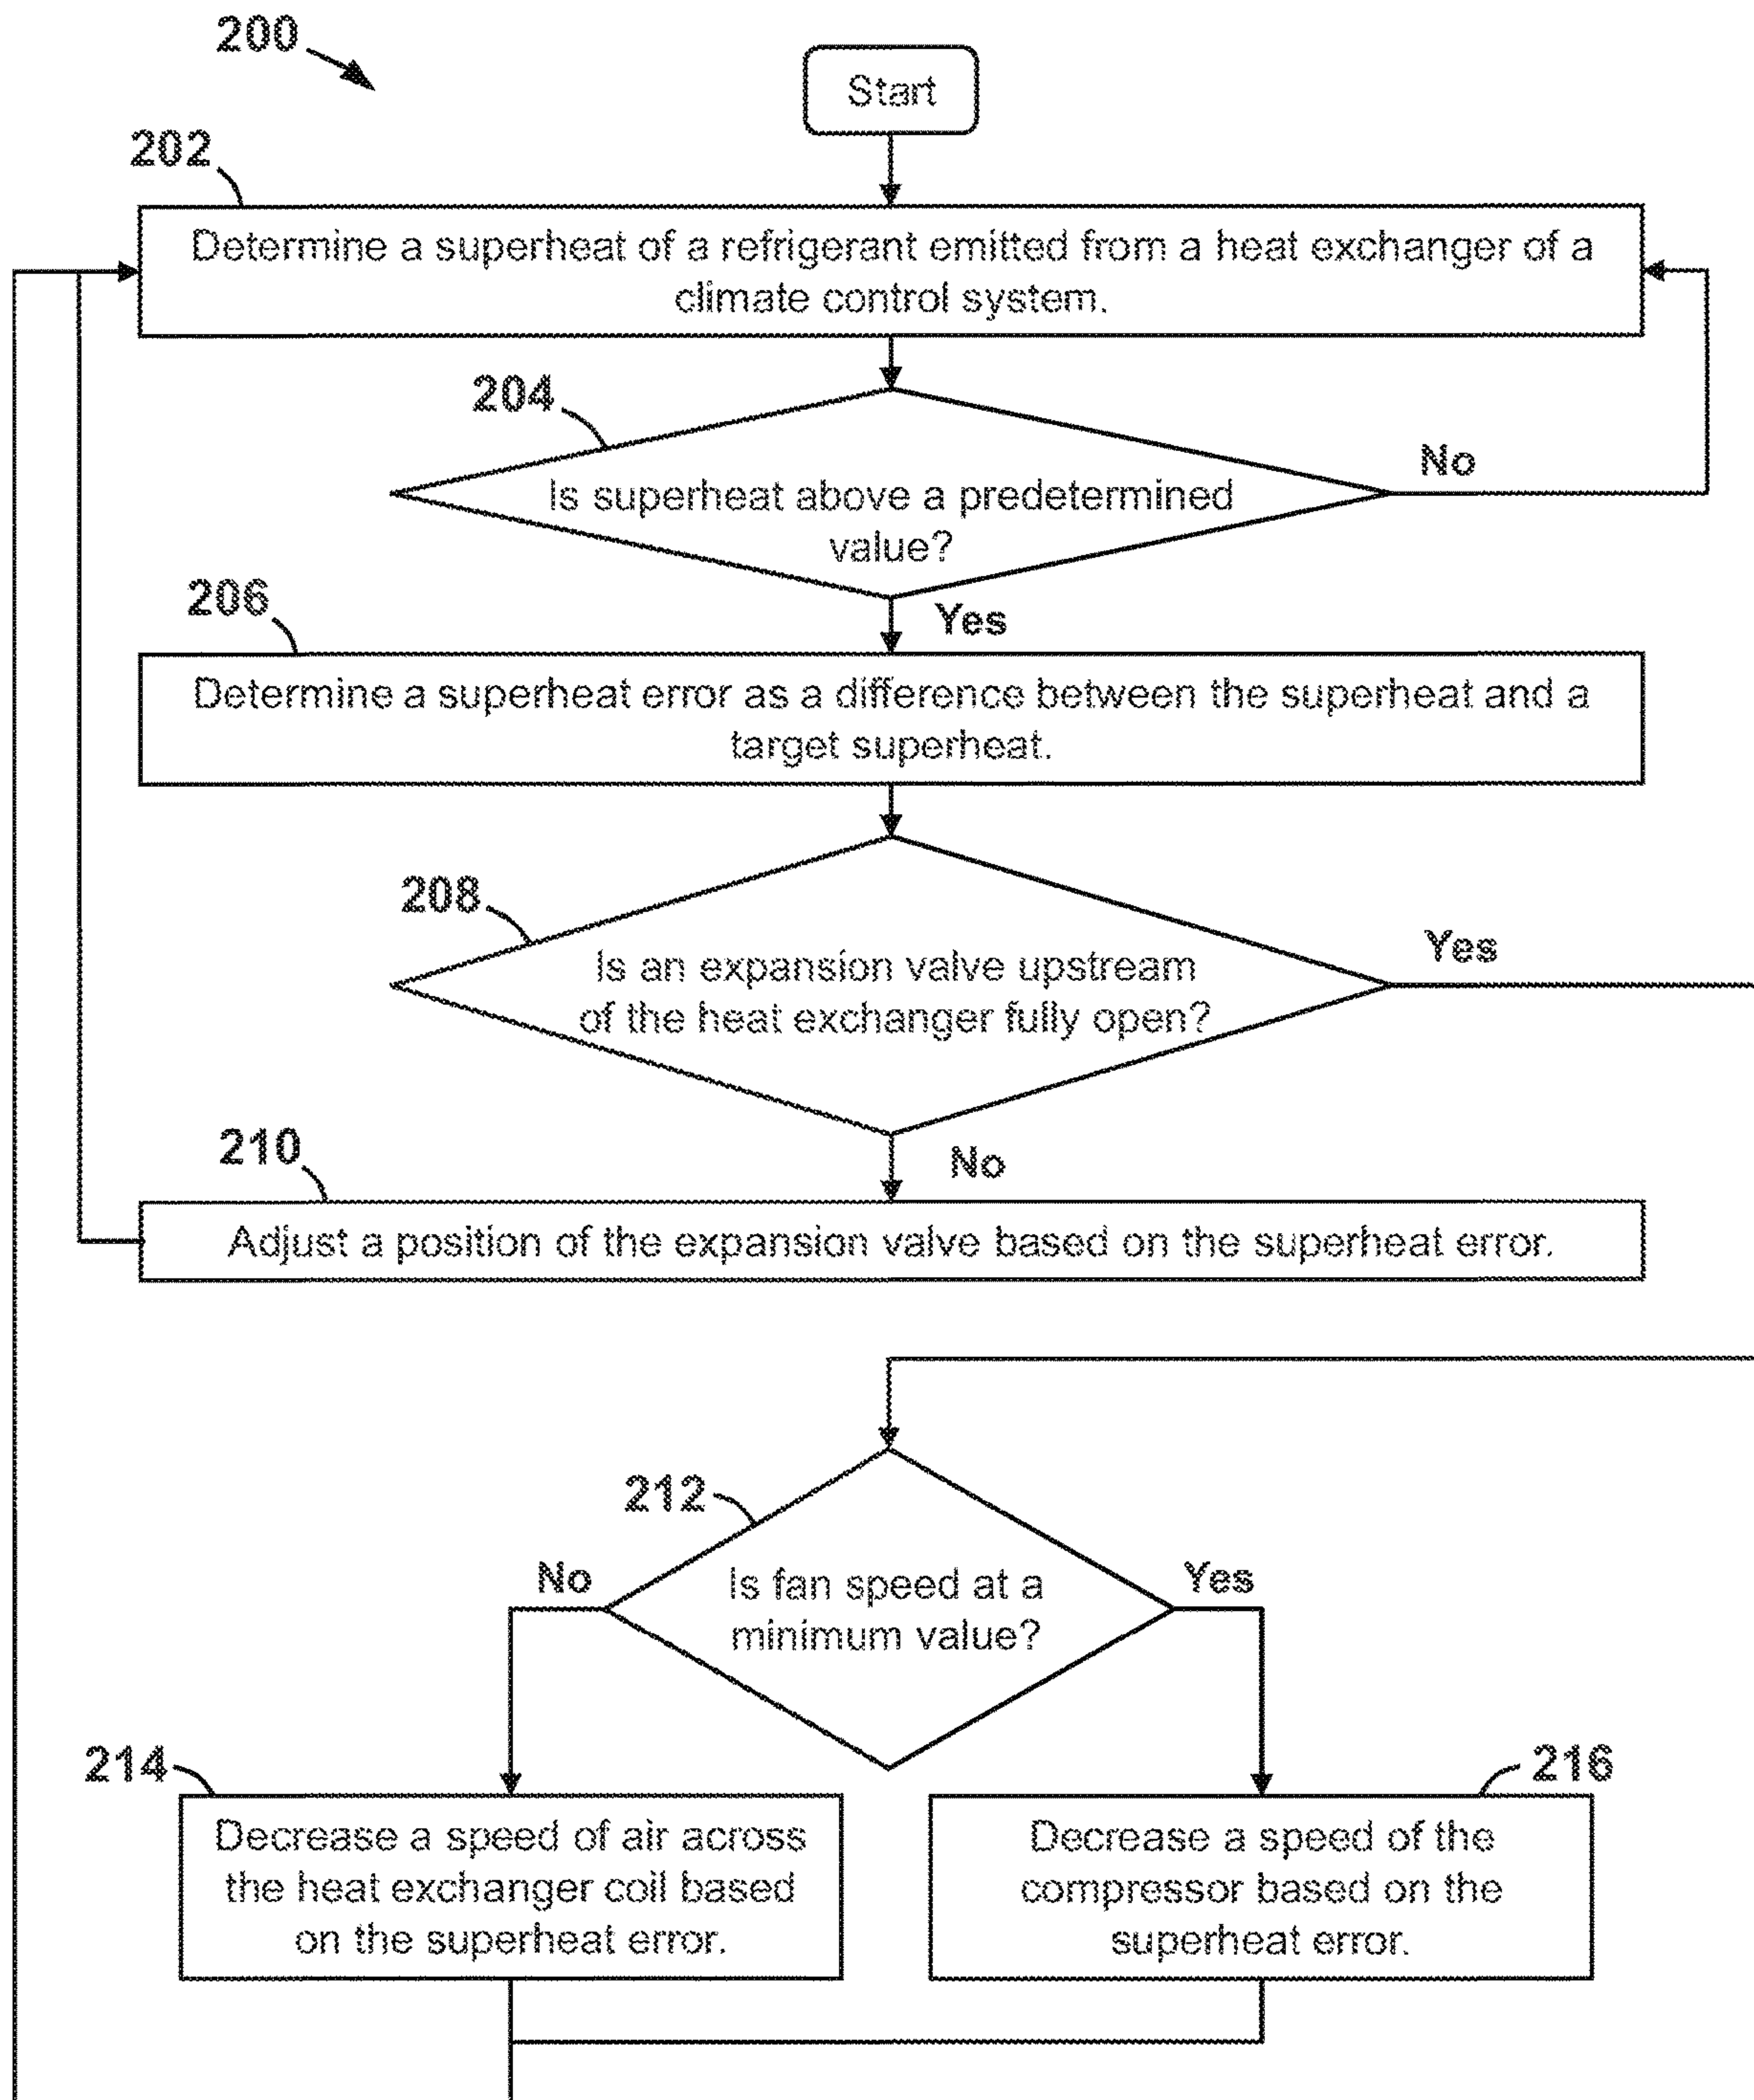 200
Start
202
Determine a superheat of a refrigerant emitted from a heat exchanger of a
climate control system.
204
No
Is superheat above a predetermined
value?
206
Yes
Determine a superheat error as a difference between the superheat and a
target superheat.
208
Yes
Is an expansion valve upstream
of the heat exchanger fully open?
210
No
Adjust a position of the expansion valve based on the superheat error.
212
No
Yes
Is fan speed at a
minimum value?
214
216
Decrease a speed of air across
the heat exchanger coil based
on the superheat error.
Decrease a speed of the
compressor based on the
superheat error.